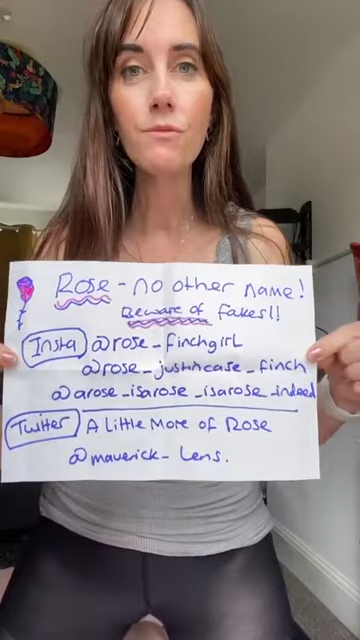 Rose - no other name!
Beware of fakes!!
Insta @rose_finchgirl
@rose_justincase_finch
@arose_isarose_isarose_indeed
Twitter A little More of Rose
@maverick_Lens.